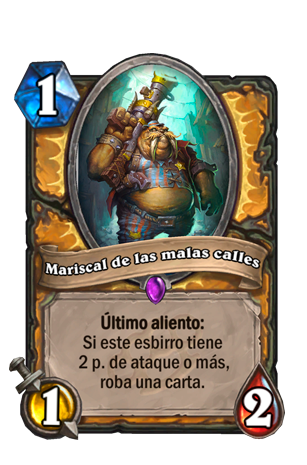 1
Mariscal de las malas calles
Último aliento:
Si este esbirro tiene
2 p. de ataque o más,
roba una carta.
1
2